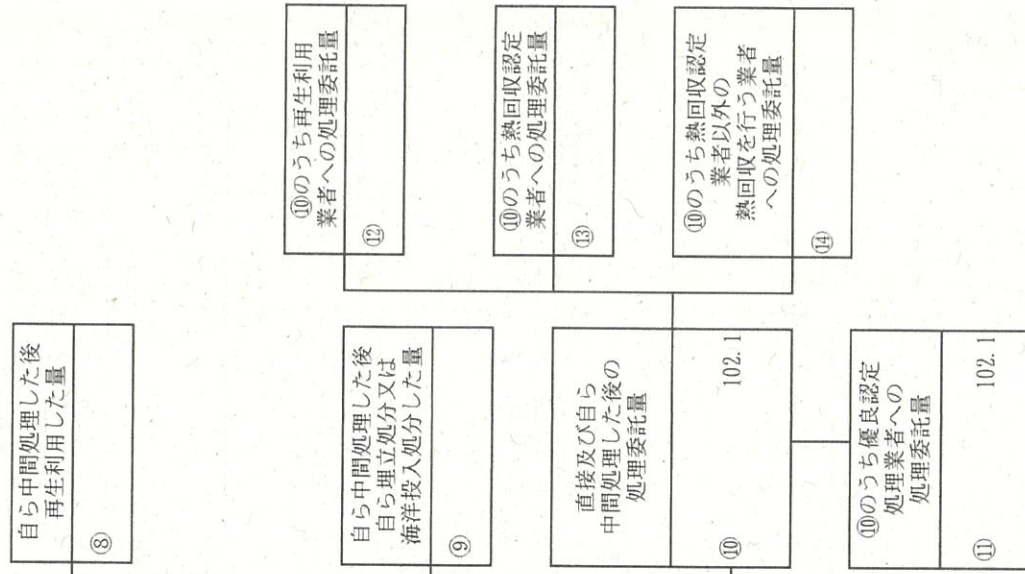 自ら中間処理した後
再生利用した量
⑧
自ら中間処理した後
自ら埋立処分又は
海洋投入処分した量
⑨
直接及び自ら
中間処理した後の
処理委託量
⑩ 102.1
⑩のうち優良認定
処理業者への
処理委託量
⑪ 102.1
⑩のうち再生利用
業者への処理委託量
⑫
⑩のうち熱回収認定
業者への処理委託量
⑬
⑩のうち熱回収認定
業者以外の
熱回収を行う業者
への処理委託量
⑭